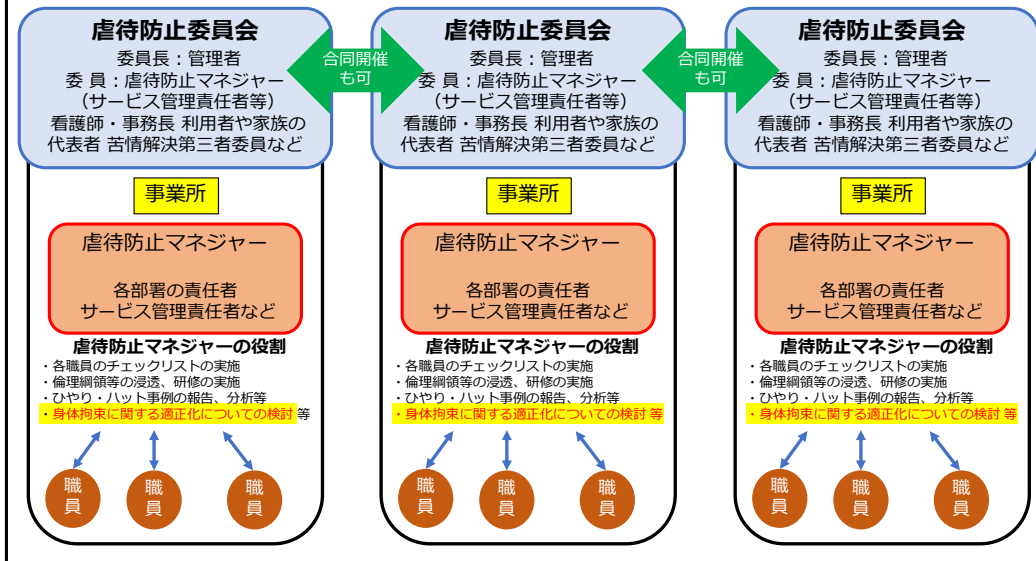 虐待防止委員会
委員長：管理者
委 員：虐待防止マネジャー
（サービス管理責任者等）
看護師・事務長 利用者や家族の
代表者 苦情解決第三者委員など
合同開催
も可
虐待防止委員会
委員長：管理者
委 員：虐待防止マネジャー
（サービス管理責任者等）
看護師・事務長 利用者や家族の
代表者 苦情解決第三者委員など
合同開催
も可
虐待防止委員会
委員長：管理者
委 員：虐待防止マネジャー
（サービス管理責任者等）
看護師・事務長 利用者や家族の
代表者 苦情解決第三者委員など
事業所
虐待防止マネジャー
各部署の責任者
サービス管理責任者など
虐待防止マネジャーの役割
・各職員のチェックリストの実施
・倫理綱領等の浸透、研修の実施
・ひやり・ハット事例の報告、分析等
・身体拘束に関する適正化についての検討 等
職
員
職
員
職
員
事業所
虐待防止マネジャー
各部署の責任者
サービス管理責任者など
虐待防止マネジャーの役割
・各職員のチェックリストの実施
・倫理綱領等の浸透、研修の実施
・ひやり・ハット事例の報告、分析等
・身体拘束に関する適正化についての検討 等
職
員
職
員
職
員
事業所
虐待防止マネジャー
各部署の責任者
サービス管理責任者など
虐待防止マネジャーの役割
・各職員のチェックリストの実施
・倫理綱領等の浸透、研修の実施
・ひやり・ハット事例の報告、分析等
・身体拘束に関する適正化についての検討 等
職
員
職
員
職
員